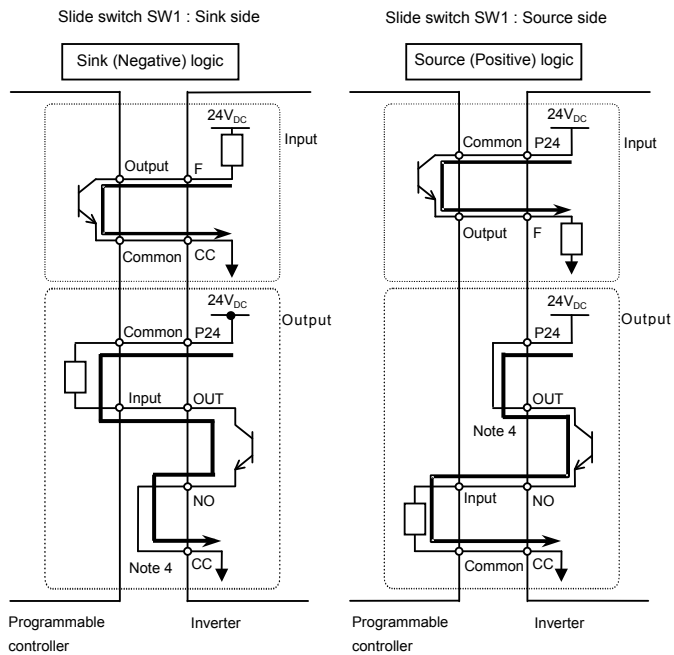 Slide switch SW1 : Sink side
Sink (Negative) logic
24VDC
Input
Output
F
Common
CC
24VDC
Output
Common
P24
Input
OUT
NO
Note 4
CC
Programmable
controller
Inverter
Slide switch SW1 : Source side
Source (Positive) logic
24VDC
Common
P24
Input
Output
F
24VDC
P24
Output
OUT
Note 4
Input
NO
Common
CC
Programmable
controller
Inverter